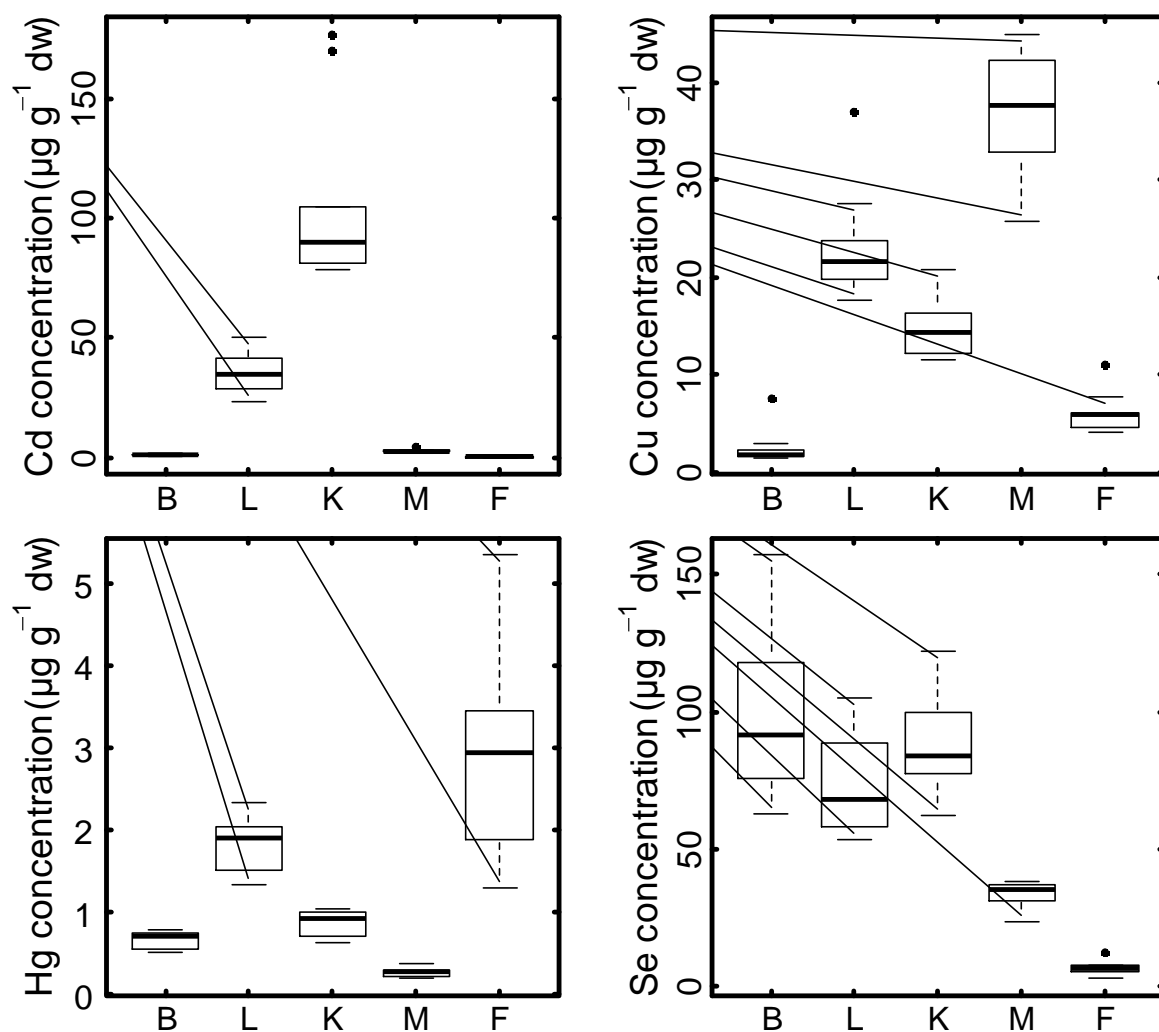 Cd concentration (µg g⁻¹ dw)
150
100
50
0
B L K M F
Cu concentration (µg g⁻¹ dw)
40
30
20
10
0
B L K M F
Hg concentration (µg g⁻¹ dw)
5
4
3
2
1
0
B L K M F
Se concentration (µg g⁻¹ dw)
150
100
50
0
B L K M F